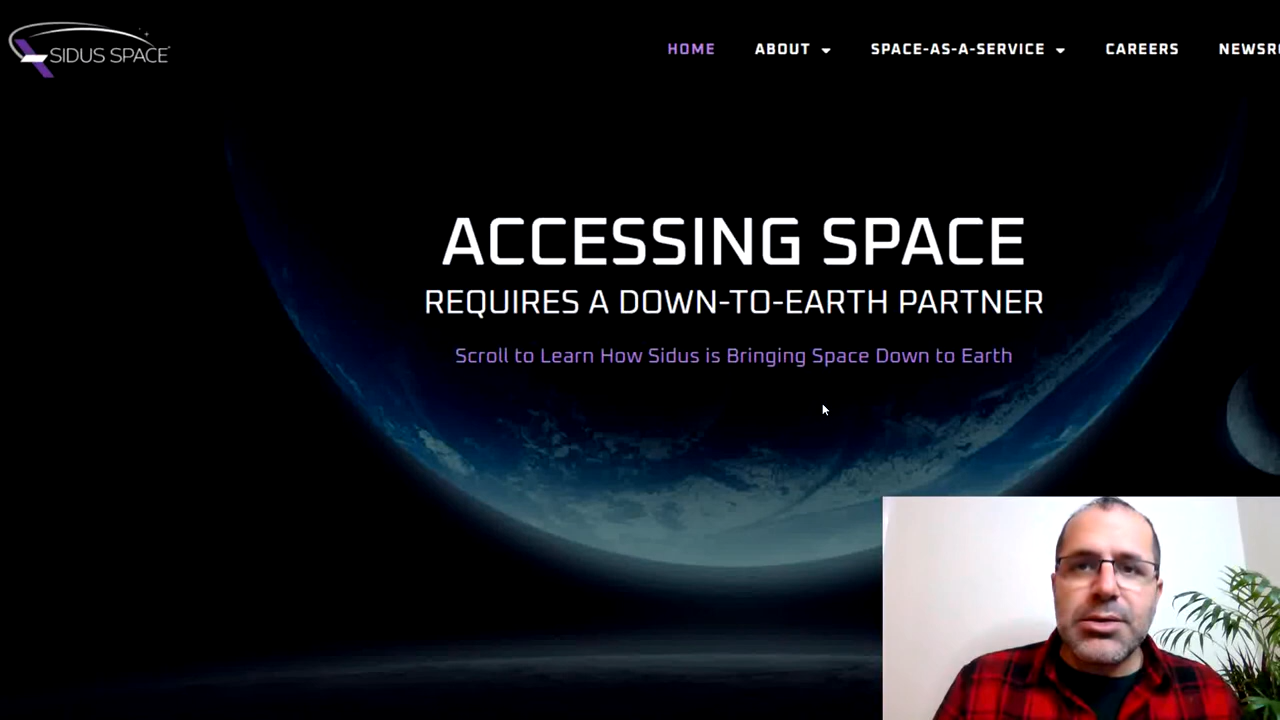 SIDUS SPACE
HOME
ABOUT
SPACE-AS-A-SERVICE
CAREERS
ACCESSING SPACE
REQUIRES A DOWN-TO-EARTH PARTNER
Scroll to Learn How Sidus is Bringing Space Down to Earth